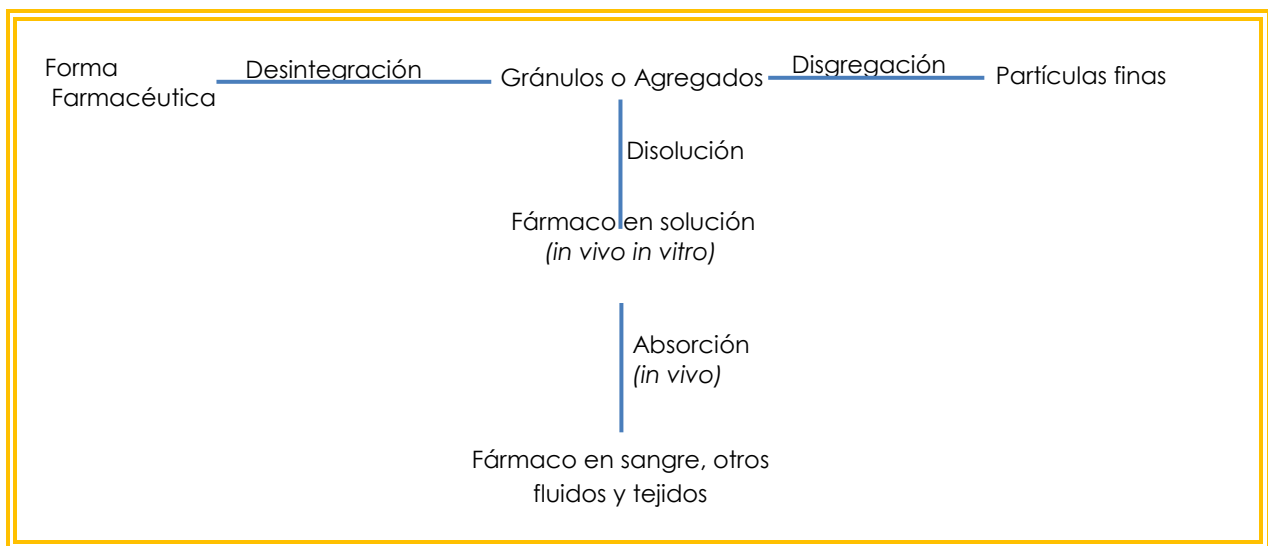 Forma
Farmacéutica
Desintegración
Gránulos o Agregados
Disgregación
Partículas finas
Disolución
Fármaco en solución
(in vivo in vitro)
Absorción
(in vivo)
Fármaco en sangre, otros
fluidos y tejidos